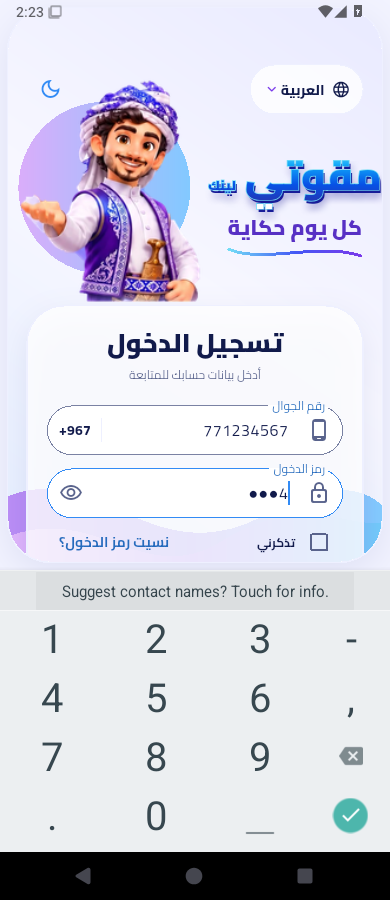 2:23
العربية
مقوتي لينك
كل يوم حكاية
تسجيل الدخول
أدخل بيانات حسابك للمتابعة
رقم الجوال
771234567
+967
رمز الدخول
●●●4
تذكرني
نسيت رمز الدخول؟
Suggest contact names? Touch for info.
1 2 3 -
4 5 6 ,
7 8 9
. 0 _